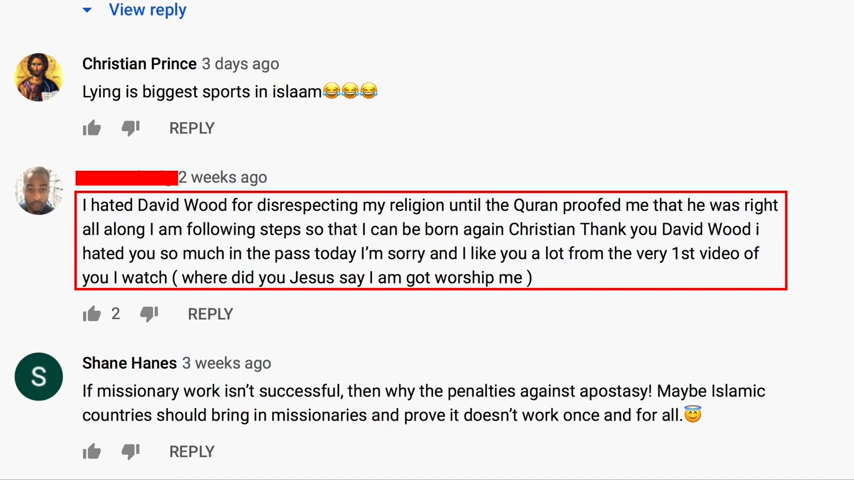 View reply
Christian Prince 3 days ago
Lying is biggest sports in islaam😂😂😂
REPLY
2 weeks ago
I hated David Wood for disrespecting my religion until the Quran proofed me that he was right
all along I am following steps so that I can be born again Christian Thank you David Wood i
hated you so much in the pass today I'm sorry and I like you a lot from the very 1st video of
you I watch ( where did you Jesus say I am got worship me )
2 REPLY
S
Shane Hanes 3 weeks ago
If missionary work isn't successful, then why the penalties against apostasy! Maybe Islamic
countries should bring in missionaries and prove it doesn't work once and for all.😇
REPLY